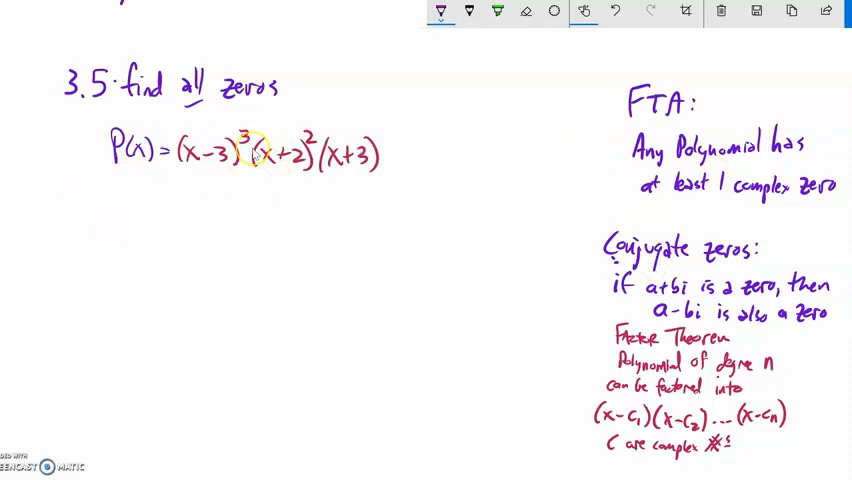 3.5. find all zeros
P(x) = (x-3)³(x+2)²(x+3)
FTA:
Any Polynomial has
at least 1 complex zero
Conjugate zeros:
if a+bi is a zero, then
a-bi is also a zero
Factor Theorem
Polynomial of degree n
can be factored into
(x-c₁)(x-c₂)...(x-cₙ)
C are complex #s